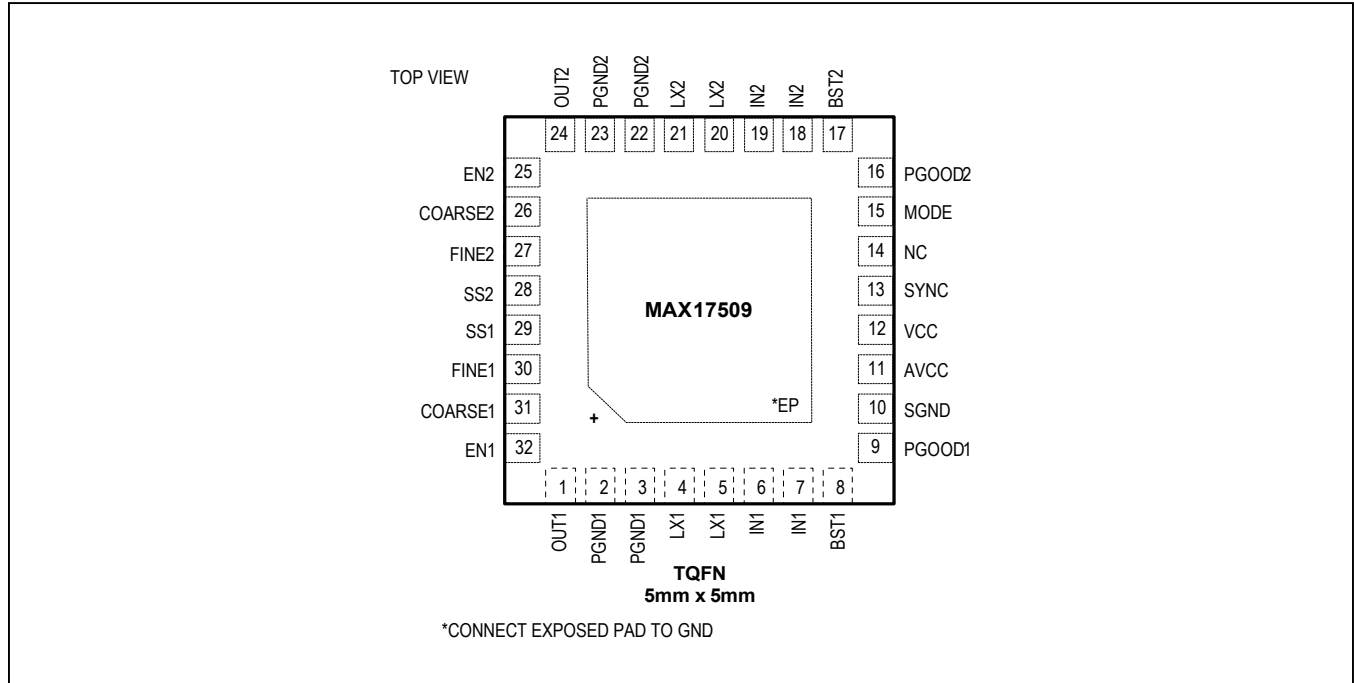 TOP VIEW
OUT2
PGND2
PGND2
LX2
LX2
IN2
IN2
BST2
24 23 22 21 20 19 18 17
EN2 25
COARSE2 26
FINE2 27
SS2 28
SS1 29
FINE1 30
COARSE1 31
EN1 32
MAX17509
*EP
+
16 PGOOD2
15 MODE
14 NC
13 SYNC
12 VCC
11 AVCC
10 SGND
9 PGOOD1
1 2 3 4 5 6 7 8
OUT1
PGND1
PGND1
LX1
LX1
IN1
IN1
BST1
TQFN
5mm x 5mm
*CONNECT EXPOSED PAD TO GND